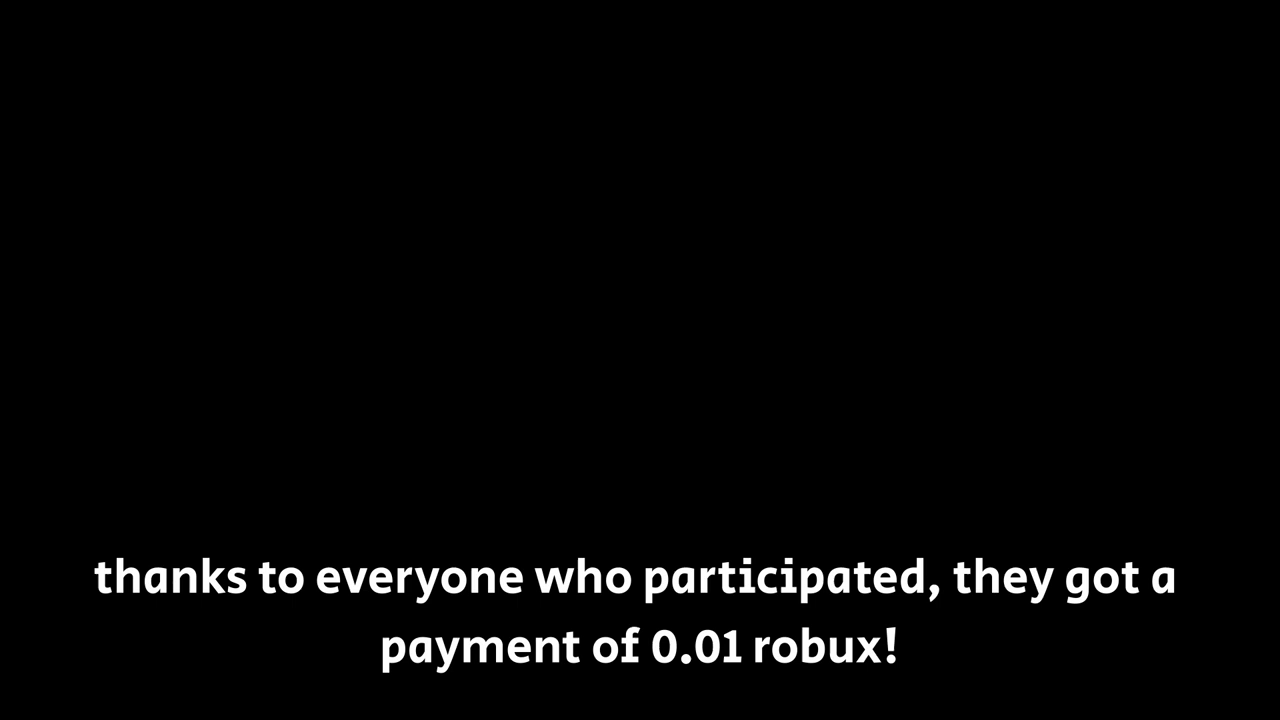 thanks to everyone who participated, they got a
payment of 0.01 robux!